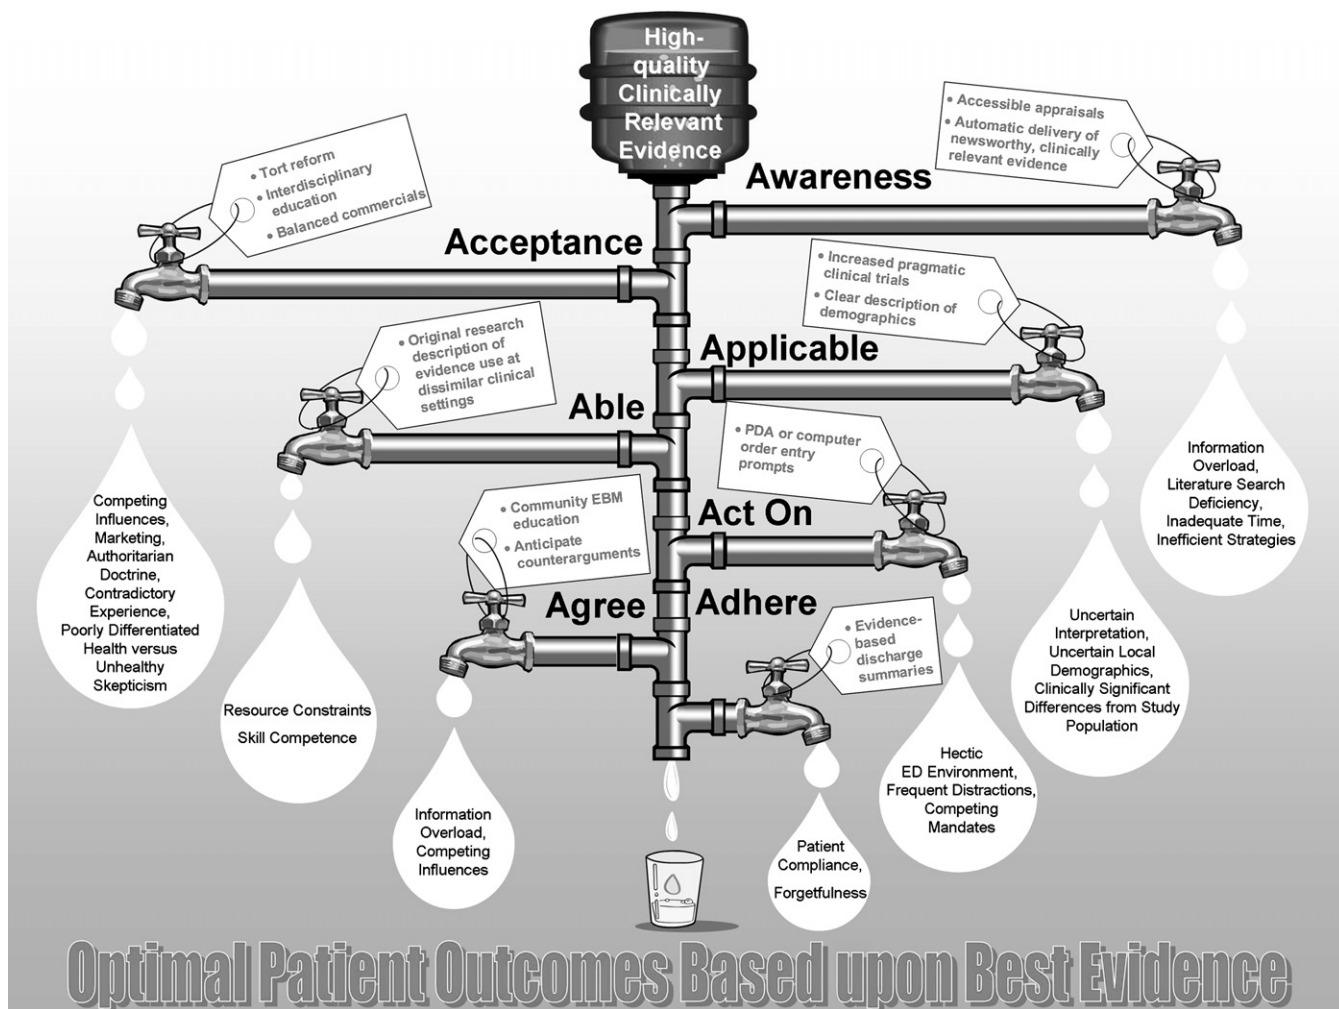 High-
quality
Clinically
Relevant
Evidence
Awareness
• Accessible appraisals
• Automatic delivery of
newsworthy, clinically
relevant evidence
Information
Overload,
Literature Search
Deficiency,
Inadequate Time,
Inefficient Strategies
Acceptance
• Tort reform
• Interdisciplinary
education
• Balanced commercials
Competing
Influences,
Marketing,
Authoritarian
Doctrine,
Contradictory
Experience,
Poorly Differentiated
Health versus
Unhealthy
Skepticism
Applicable
• Increased pragmatic
clinical trials
• Clear description of
demographics
Uncertain
Interpretation,
Uncertain Local
Demographics,
Clinically Significant
Differences from Study
Population
Able
• Original research
description of
evidence use at
dissimilar clinical
settings
Resource Constraints
Skill Competence
Act On
• PDA or computer
order entry
prompts
Hectic
ED Environment,
Frequent Distractions,
Competing
Mandates
Agree
• Community EBM
education
• Anticipate
counterarguments
Information
Overload,
Competing
Influences
Adhere
• Evidence-
based
discharge
summaries
Patient
Compliance,
Forgetfulness
Optimal Patient Outcomes Based upon Best Evidence